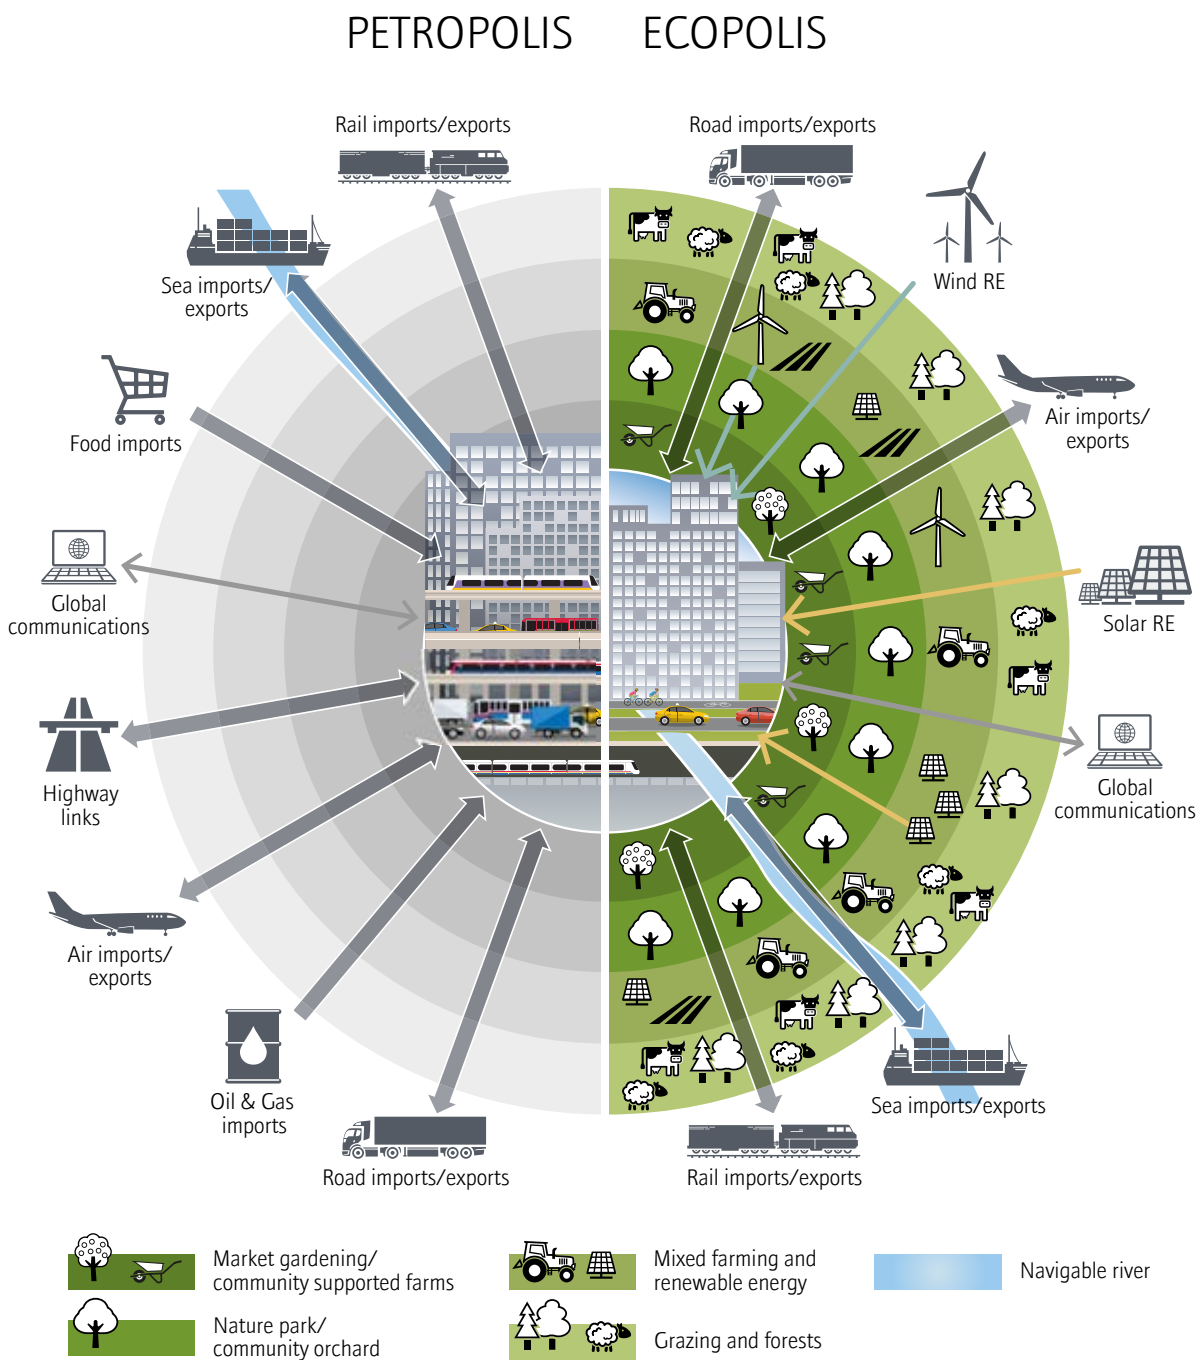 PETROPOLIS
ECOPOLIS
Rail imports/exports
Road imports/exports
Sea imports/
exports
Wind RE
Food imports
Air imports/
exports
Global
communications
Solar RE
Highway
links
Global
communications
Air imports/
exports
Oil & Gas
imports
Sea imports/exports
Road imports/exports
Rail imports/exports
Market gardening/
community supported farms
Mixed farming and
renewable energy
Navigable river
Nature park/
community orchard
Grazing and forests